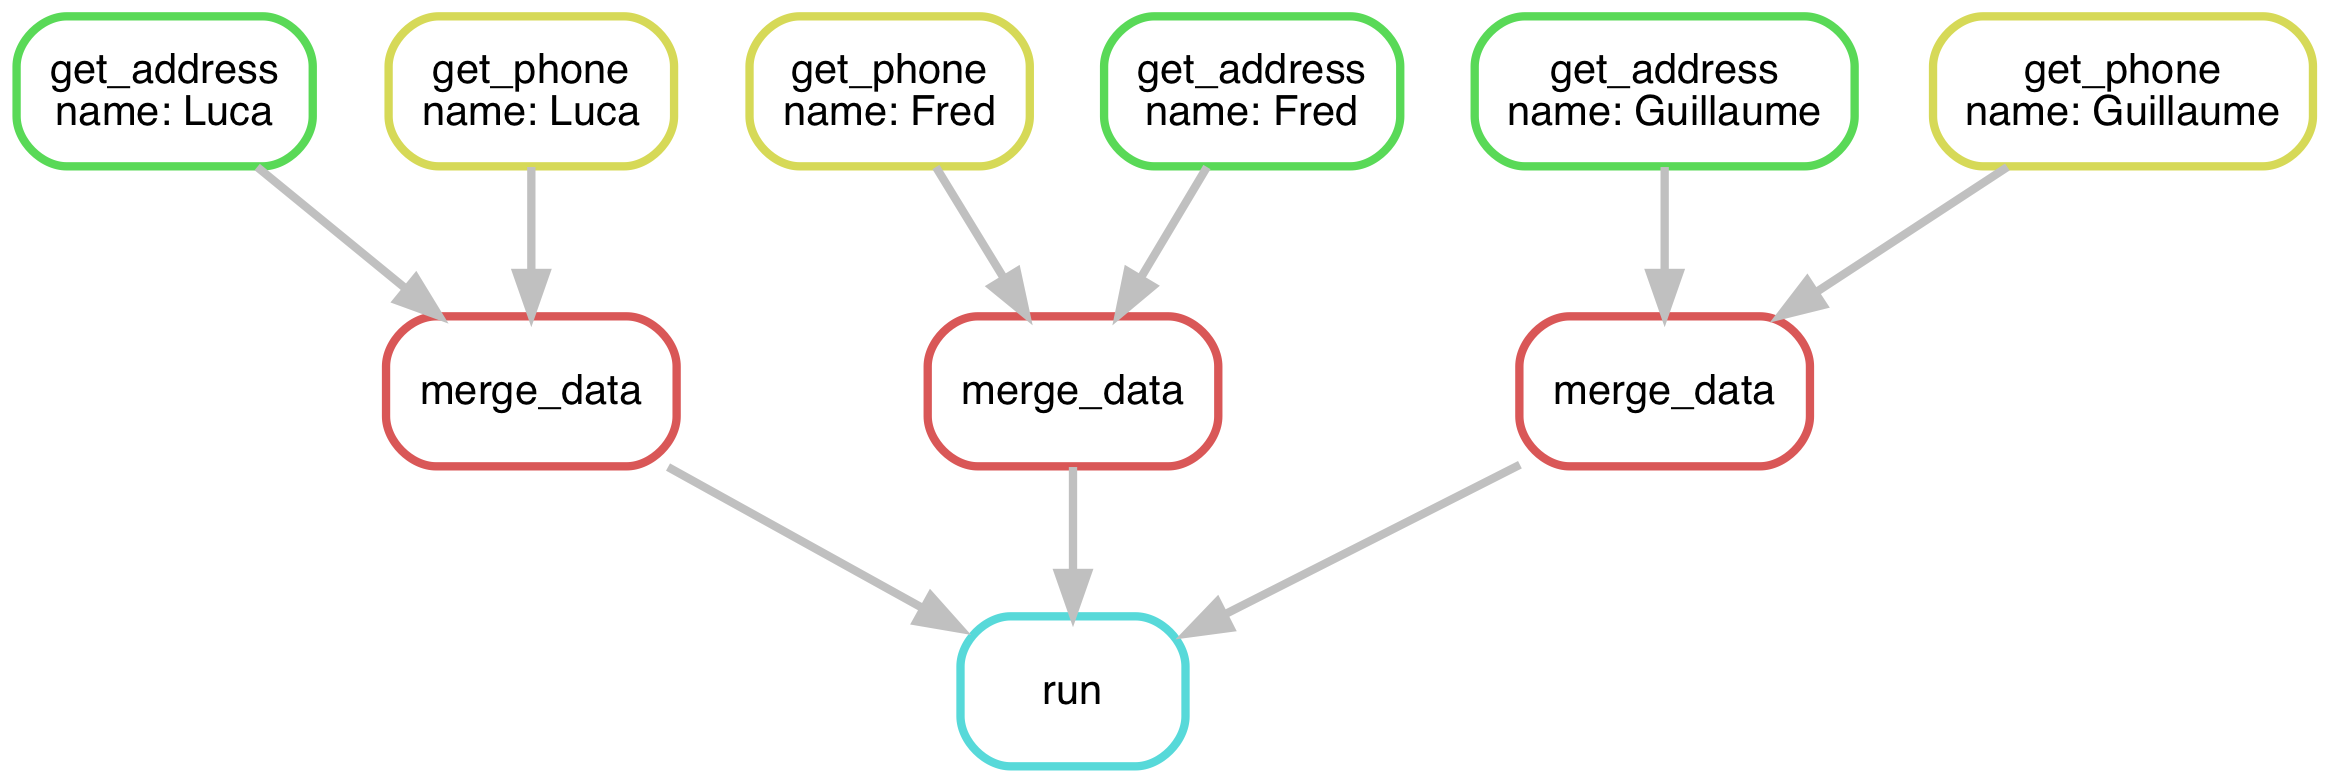 get_address
name: Luca
get_phone
name: Luca
get_phone
name: Fred
get_address
name: Fred
get_address
name: Guillaume
get_phone
name: Guillaume
merge_data
merge_data
merge_data
run